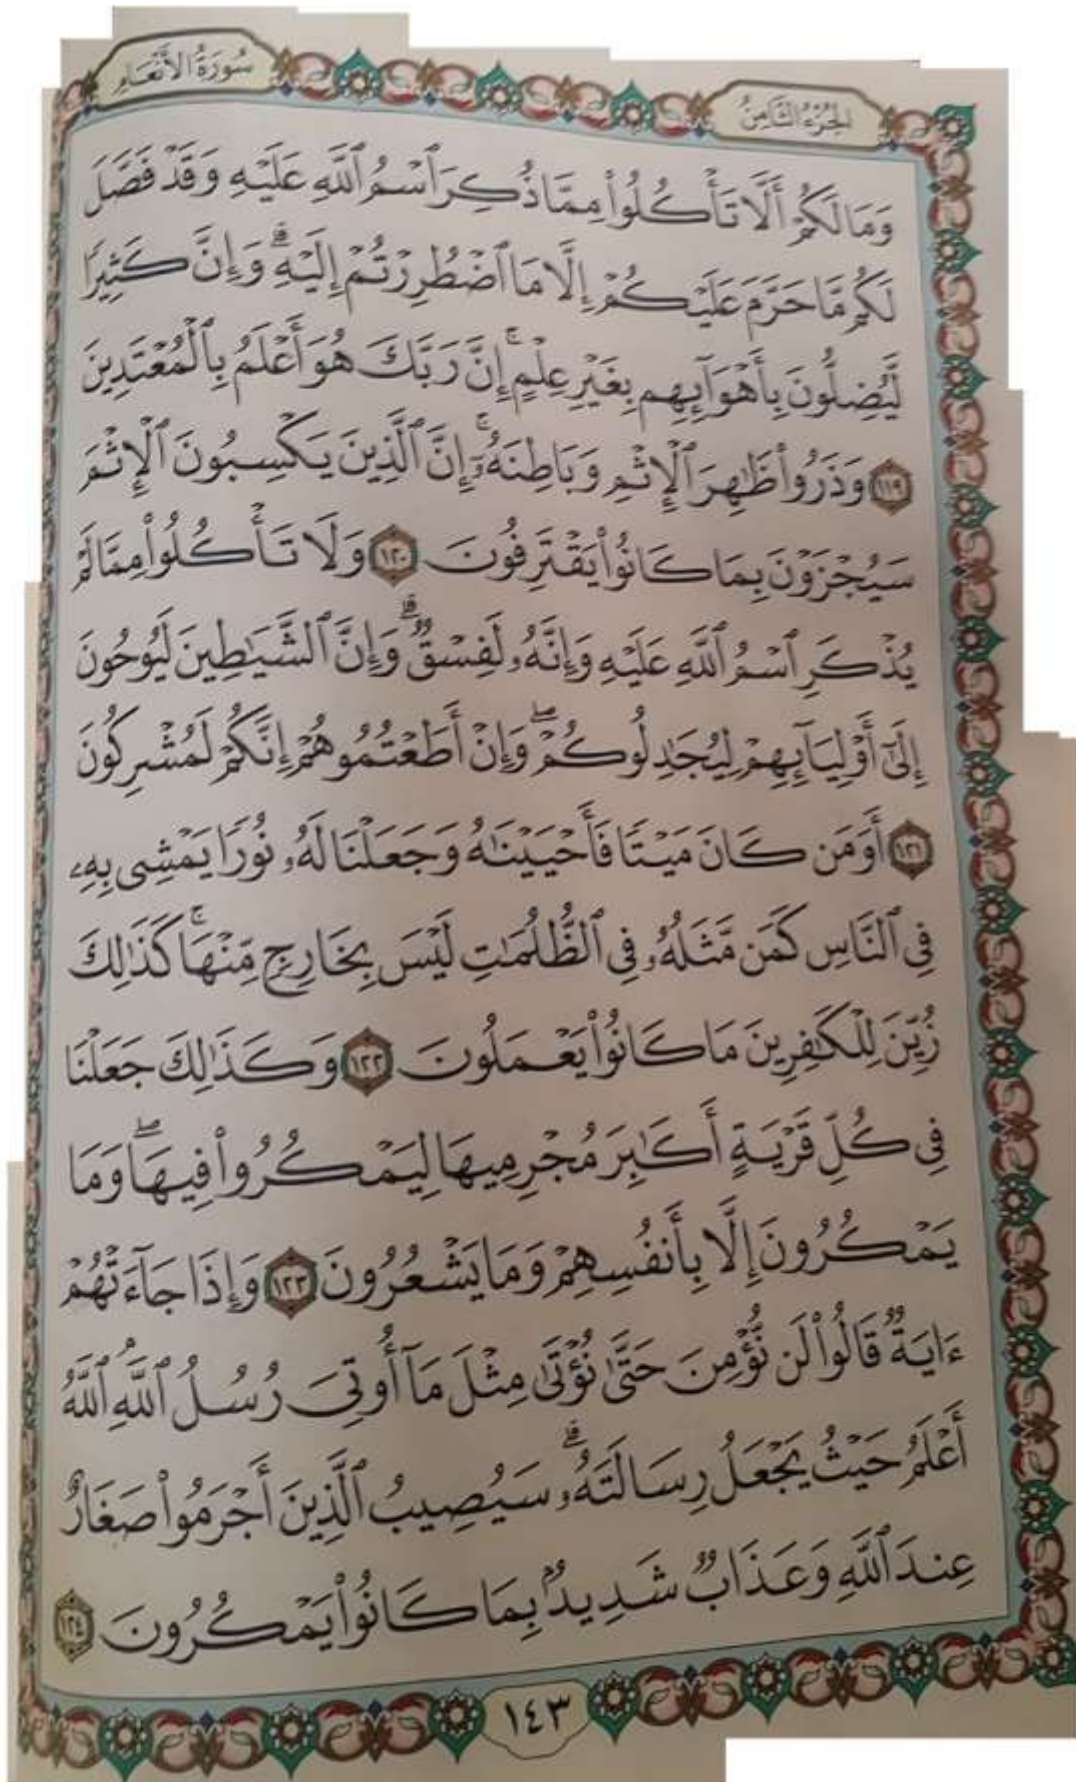 الجُزْءُ الثَّامِنُ
سُورَةُ الأَنْعَامِ
وَمَا لَكُمْ أَلَّا تَأْكُلُوا۟ مِمَّا ذُكِرَ ٱسْمُ ٱللَّهِ عَلَيْهِ وَقَدْ فَصَّلَ
لَكُم مَّا حَرَّمَ عَلَيْكُمْ إِلَّا مَا ٱضْطُرِرْتُمْ إِلَيْهِ ۗ وَإِنَّ كَثِيرًا
لَّيُضِلُّونَ بِأَهْوَآئِهِم بِغَيْرِ عِلْمٍ ۚ إِنَّ رَبَّكَ هُوَ أَعْلَمُ بِٱلْمُعْتَدِينَ
١١٩ وَذَرُوا۟ ظَـٰهِرَ ٱلْإِثْمِ وَبَاطِنَهُۥٓ ۚ إِنَّ ٱلَّذِينَ يَكْسِبُونَ ٱلْإِثْمَ
سَيُجْزَوْنَ بِمَا كَانُوا۟ يَقْتَرِفُونَ ١٢٠ وَلَا تَأْكُلُوا۟ مِمَّا لَمْ
يُذْكَرِ ٱسْمُ ٱللَّهِ عَلَيْهِ وَإِنَّهُۥ لَفِسْقٌ ۗ وَإِنَّ ٱلشَّيَـٰطِينَ لَيُوحُونَ
إِلَىٰٓ أَوْلِيَآئِهِمْ لِيُجَـٰدِلُوكُمْ ۖ وَإِنْ أَطَعْتُمُوهُمْ إِنَّكُمْ لَمُشْرِكُونَ
١٢١ أَوَمَن كَانَ مَيْتًا فَأَحْيَيْنَـٰهُ وَجَعَلْنَا لَهُۥ نُورًا يَمْشِى بِهِۦ
فِى ٱلنَّاسِ كَمَن مَّثَلُهُۥ فِى ٱلظُّلُمَـٰتِ لَيْسَ بِخَارِجٍ مِّنْهَا ۚ كَذَٰلِكَ
زُيِّنَ لِلْكَـٰفِرِينَ مَا كَانُوا۟ يَعْمَلُونَ ١٢٢ وَكَذَٰلِكَ جَعَلْنَا
فِى كُلِّ قَرْيَةٍ أَكَـٰبِرَ مُجْرِمِيهَا لِيَمْكُرُوا۟ فِيهَا ۖ وَمَا
يَمْكُرُونَ إِلَّا بِأَنفُسِهِمْ وَمَا يَشْعُرُونَ ١٢٣ وَإِذَا جَآءَتْهُمْ
ءَايَةٌ قَالُوا۟ لَن نُّؤْمِنَ حَتَّىٰ نُؤْتَىٰ مِثْلَ مَآ أُوتِىَ رُسُلُ ٱللَّهِ ۘ ٱللَّهُ
أَعْلَمُ حَيْثُ يَجْعَلُ رِسَالَتَهُۥ ۗ سَيُصِيبُ ٱلَّذِينَ أَجْرَمُوا۟ صَغَارٌ
عِندَ ٱللَّهِ وَعَذَابٌ شَدِيدٌۢ بِمَا كَانُوا۟ يَمْكُرُونَ ١٢٤
١٤٣